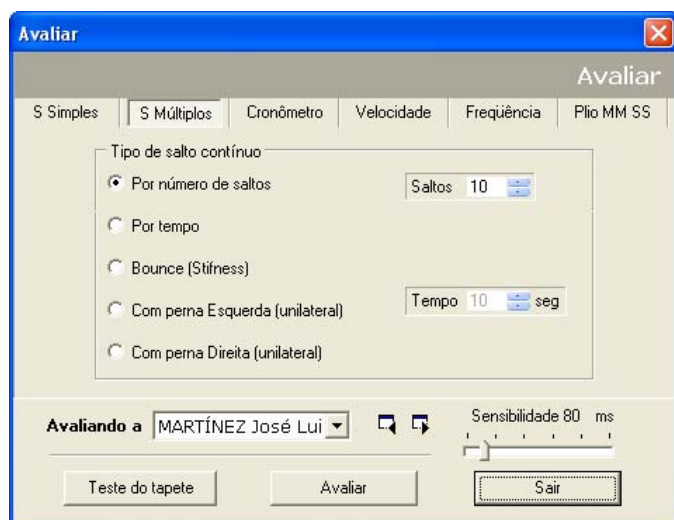 Avaliar
Avaliar
S Simples S Múltiplos Cronômetro Velocidade Freqüência Plio MM SS
Tipo de salto contínuo
Por número de saltos Saltos 10
Por tempo
Bounce (Stifness)
Com perna Esquerda (unilateral) Tempo 10 seg
Com perna Direita (unilateral)
Avaliando a MARTÍNEZ José Lui Sensibilidade 80 ms
Teste do tapete Avaliar Sair